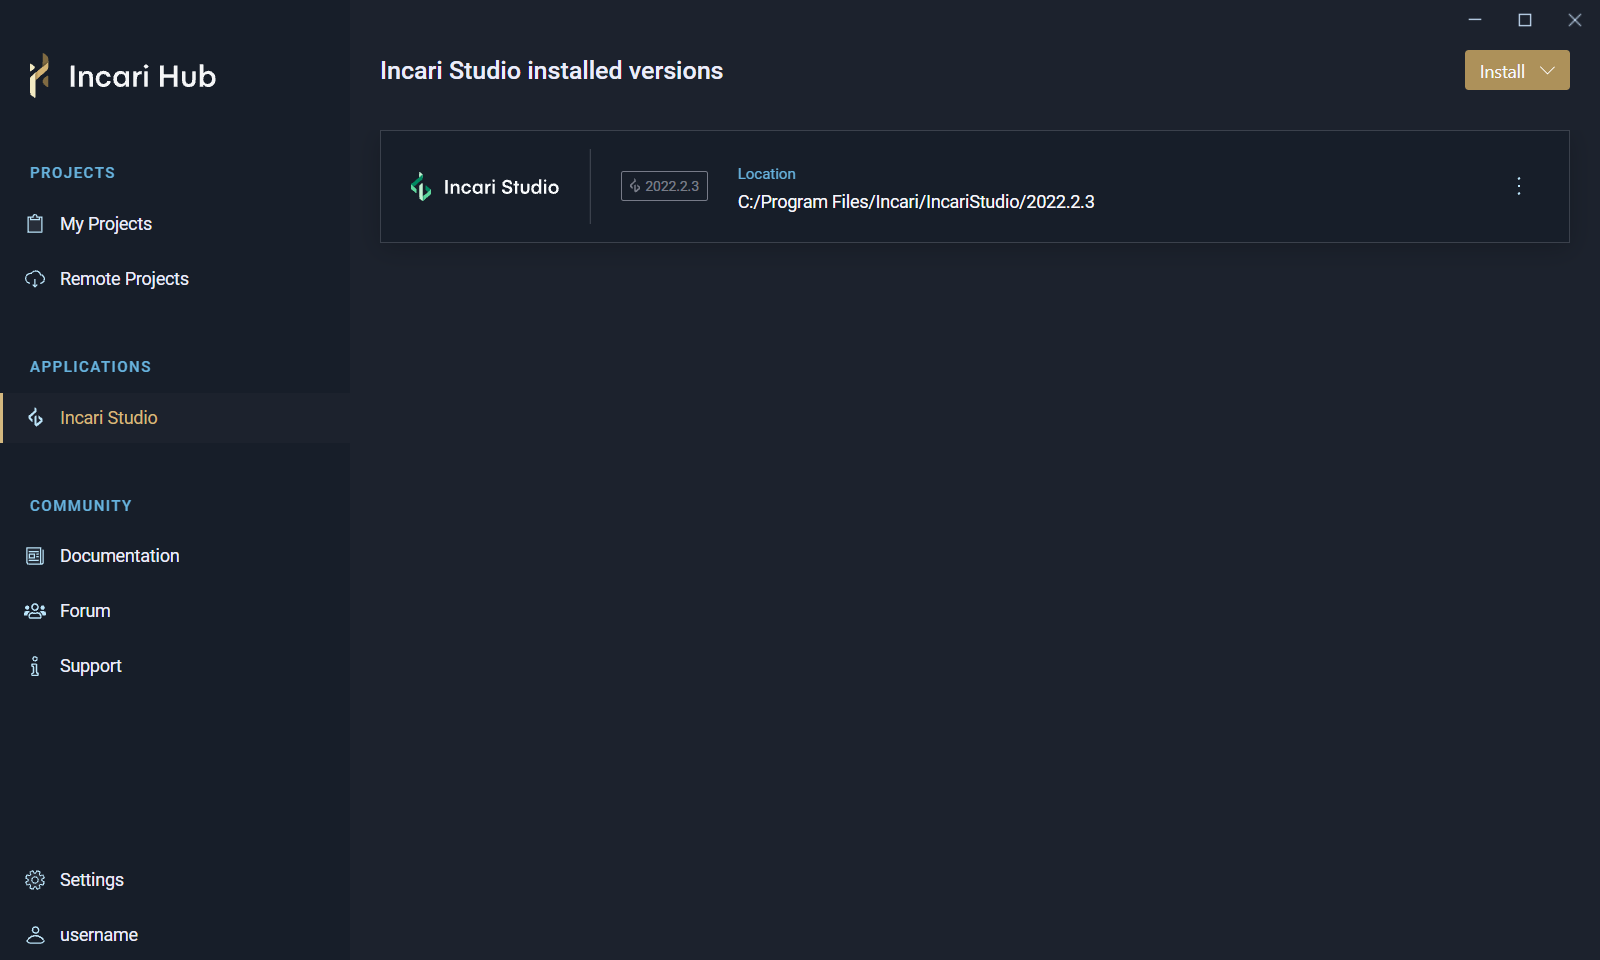 Incari Hub
PROJECTS
My Projects
Remote Projects
APPLICATIONS
Incari Studio
COMMUNITY
Documentation
Forum
Support
Settings
username
Incari Studio installed versions
Install
Incari Studio
2022.2.3
Location
C:/Program Files/Incari/IncariStudio/2022.2.3